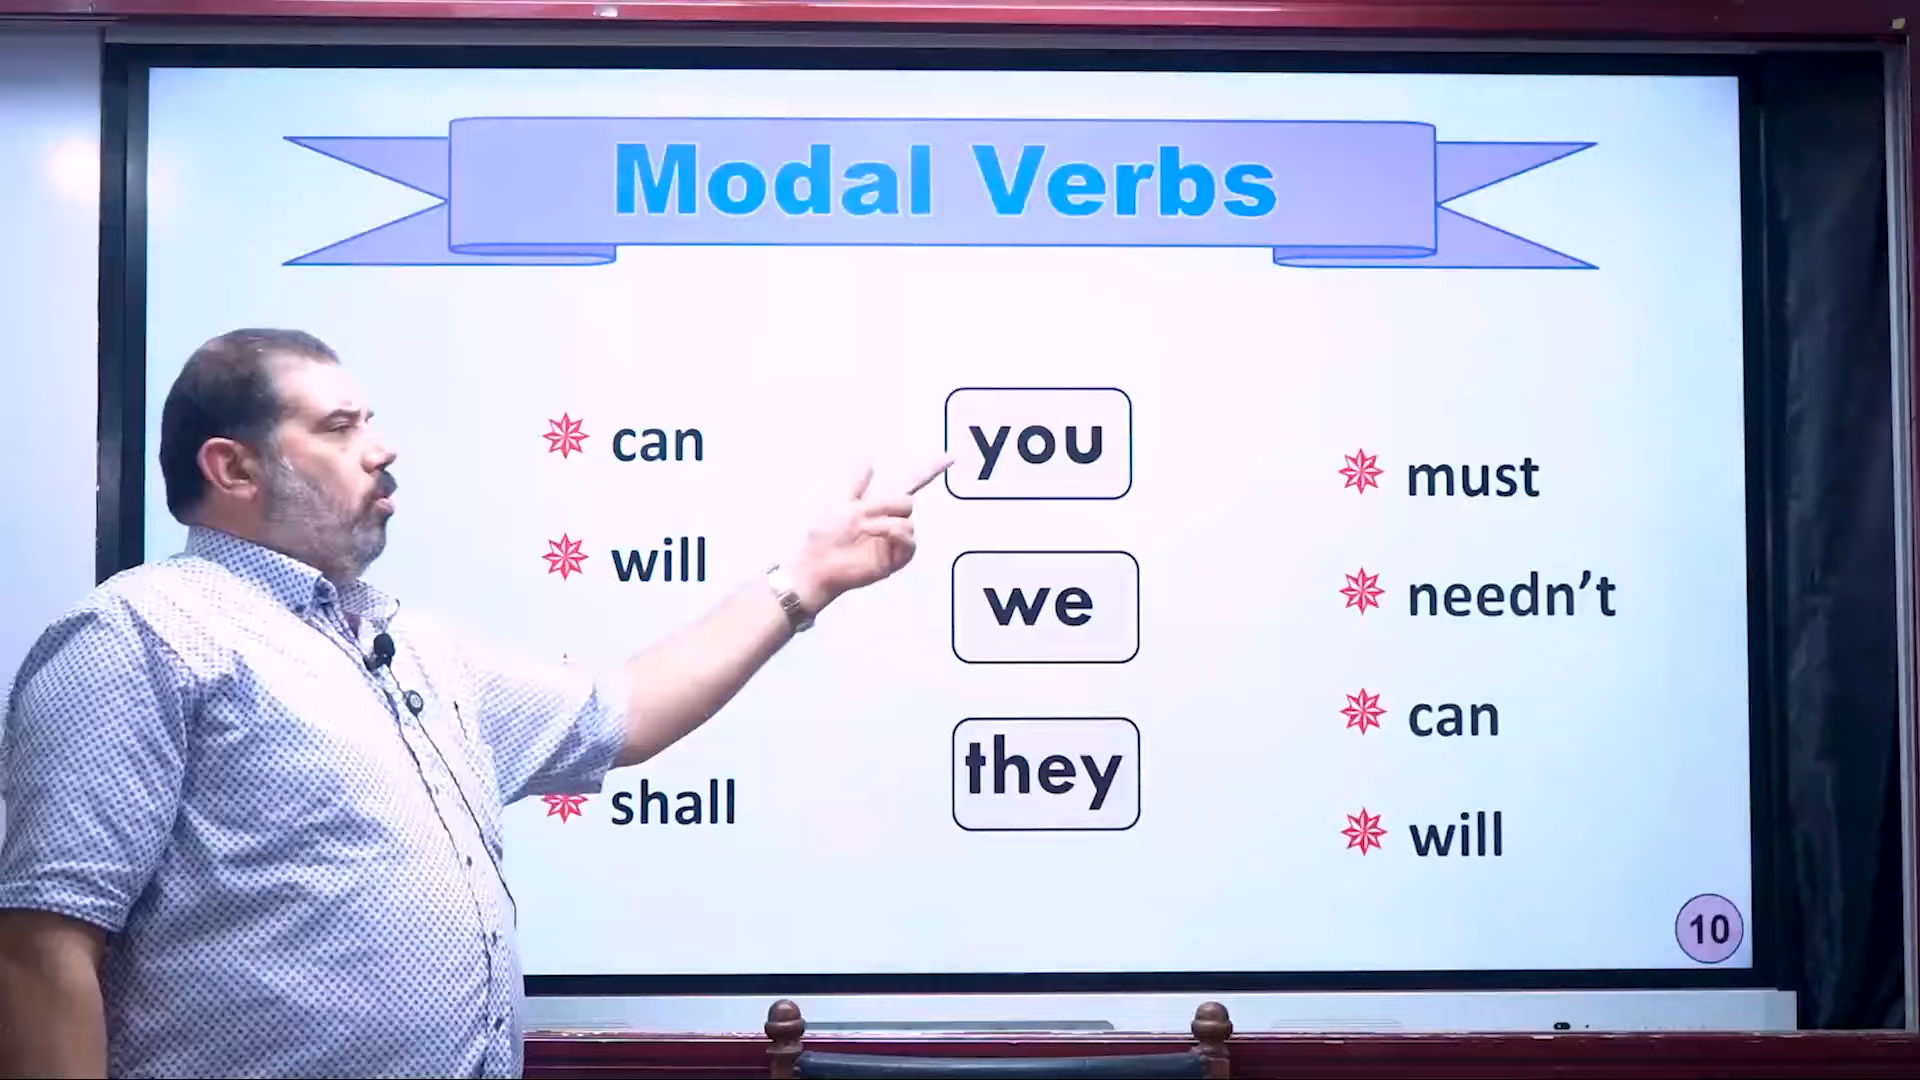 Modal Verbs
can
will
shall
you
we
they
must
needn't
can
will
10